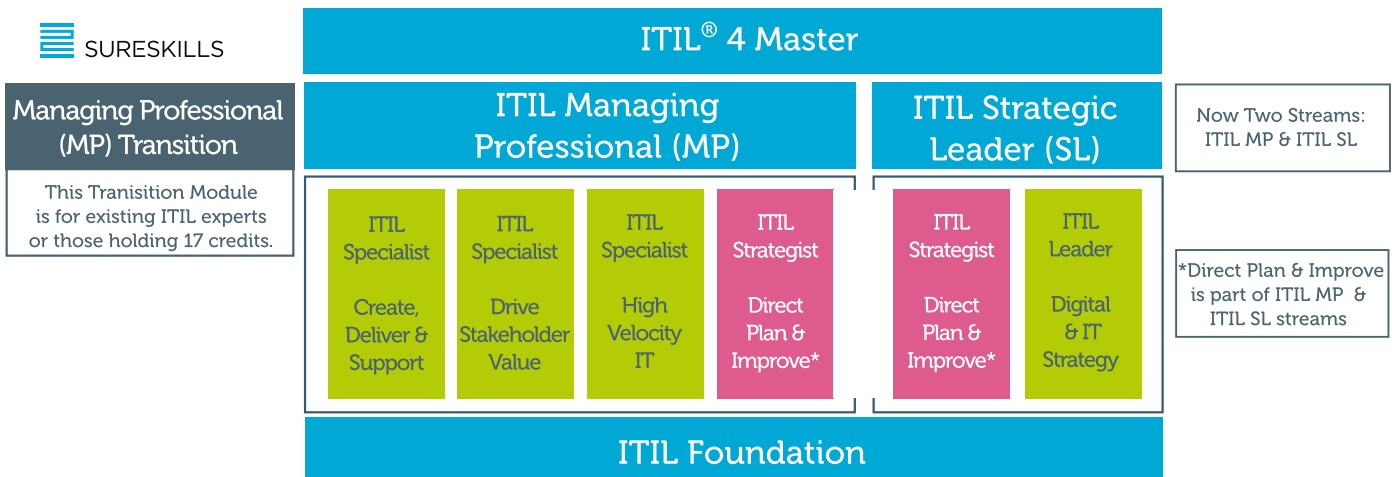 SURESKILLS
ITIL® 4 Master
Managing Professional
(MP) Transition
This Tranisition Module
is for existing ITIL experts
or those holding 17 credits.
ITIL Managing
Professional (MP)
ITIL Strategic
Leader (SL)
Now Two Streams:
ITIL MP & ITIL SL
ITIL
Specialist
Create,
Deliver &
Support
ITIL
Specialist
Drive
Stakeholder
Value
ITIL
Specialist
High
Velocity
IT
ITIL
Strategist
Direct
Plan &
Improve*
ITIL
Strategist
Direct
Plan &
Improve*
ITIL
Leader
Digital
& IT
Strategy
*Direct Plan & Improve
is part of ITIL MP &
ITIL SL streams
ITIL Foundation